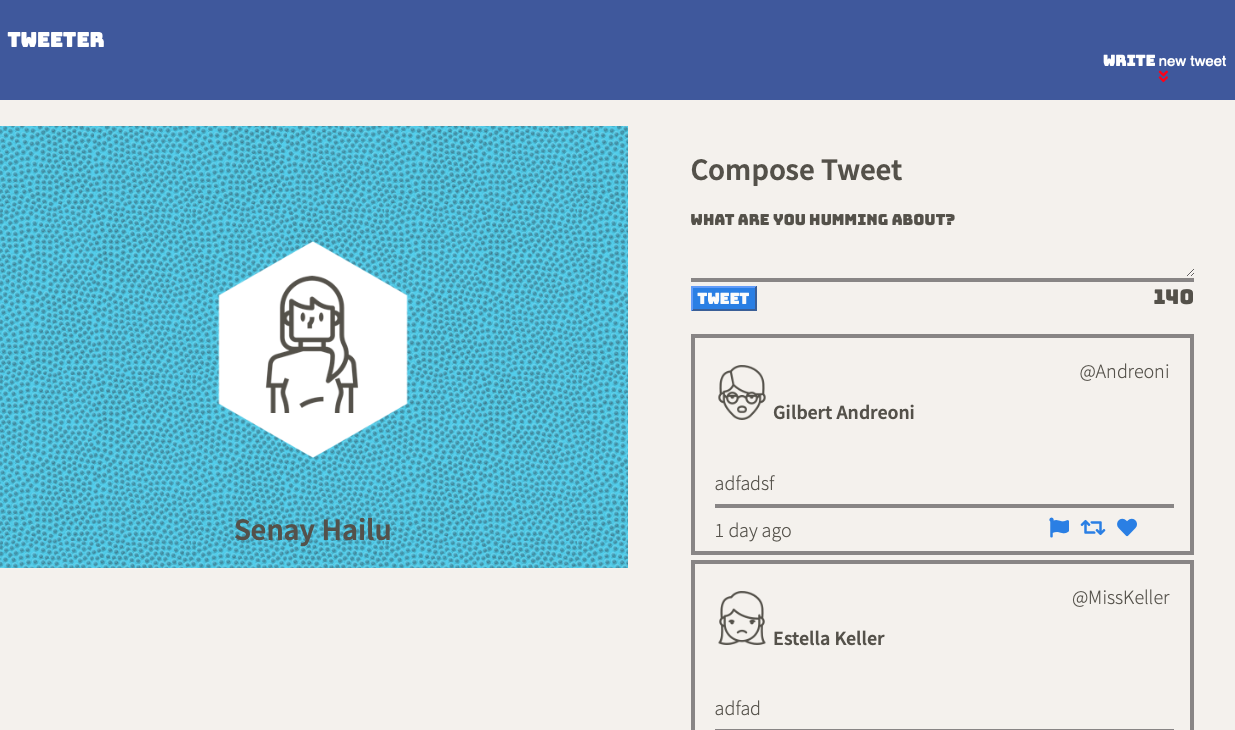 TWEETER
WRITE new tweet
Senay Hailu
Compose Tweet
WHAT ARE YOU HUMMING ABOUT?
TWEET
140
@Andreoni
Gilbert Andreoni
adfadsf
1 day ago
@MissKeller
Estella Keller
adfad